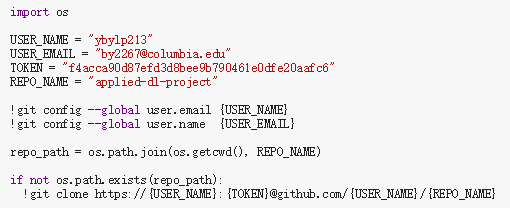 import os
USER_NAME = "ybylp213"
USER_EMAIL = "by2267@columbia.edu"
TOKEN = "f4acca90d87efd3d8bee9b790461e0dfe20aafc6"
REPO_NAME = "applied-dl-project"
!git config --global user.email {USER_NAME}
!git config --global user.name  {USER_EMAIL}
repo_path = os.path.join(os.getcwd(), REPO_NAME)
if not os.path.exists(repo_path):
  !git clone https://{USER_NAME}:{TOKEN}@github.com/{USER_NAME}/{REPO_NAME}